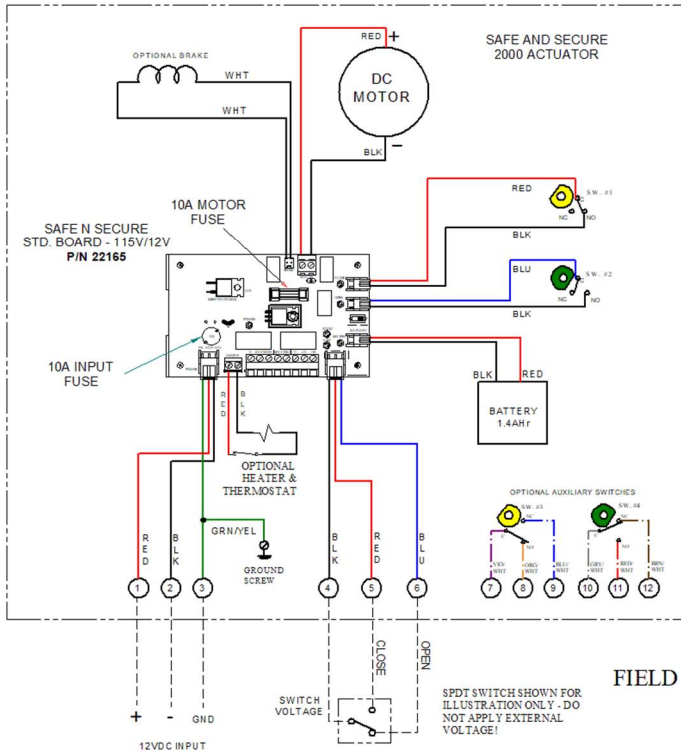 RED +
SAFE AND SECURE
2000 ACTUATOR
OPTIONAL BRAKE
WHT
WHT
DC
MOTOR
BLK −
10A MOTOR
FUSE
SAFE N SECURE
STD. BOARD - 115V/12V
P/N 22165
RED
SW. #1
C
NC
NO
BLK
BLU
SW. #2
C
NC
NO
BLK
10A INPUT
FUSE
BLK
RED
BATTERY
1.4AHr
RED
BLK
OPTIONAL
HEATER &
THERMOSTAT
GRN/YEL
GROUND
SCREW
RED
BLK
BLK
RED
BLU
OPTIONAL AUXILIARY SWITCHES
SW. #3
NC
C
NO
SW. #4
NC
C
NO
VIO/
WHT
ORG/
WHT
BLU/
WHT
GRY/
WHT
RED/
WHT
BRN/
WHT
1 2 3 4 5 6 7 8 9 10 11 12
CLOSE
OPEN
SWITCH
VOLTAGE
+ - GND
12VDC INPUT
SPDT SWITCH SHOWN FOR
ILLUSTRATION ONLY - DO
NOT APPLY EXTERNAL
VOLTAGE!
FIELD